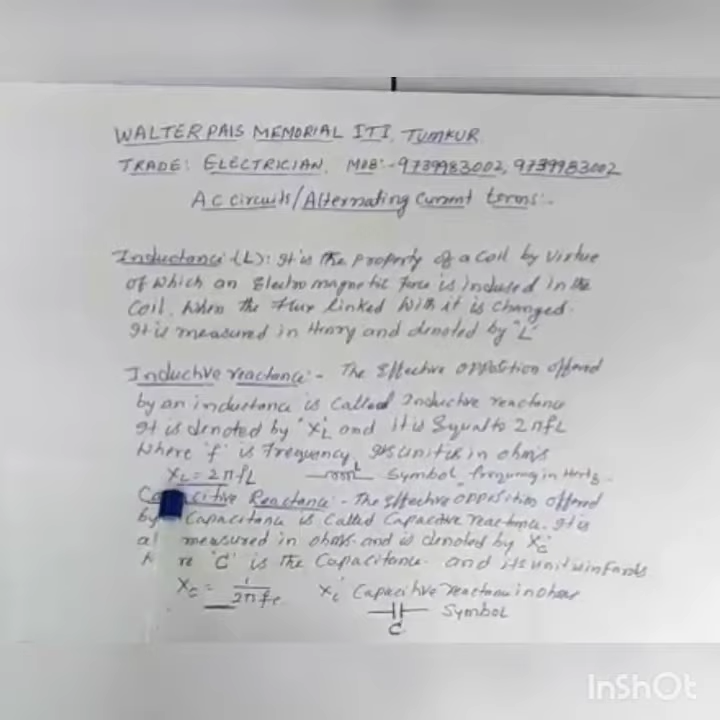 WALTER PAIS MEMORIAL ITI, TUMKUR
TRADE: ELECTRICIAN. MOB:-9739983002, 9739983002
AC circuits/Alternating Current terms:-
Inductance (L): It is the property of a coil by virtue
of which an Electromagnetic force is induced in the
coil, when the flux linked with it is changed.
It is measured in Henry and denoted by "L"
Inductive reactance:- The Effective opposition offered
by an inductance is called Inductive reactance
It is denoted by "XL" and it is Equal to 2πfL
Where "f" is frequency its unit is in ohms
XL = 2πfL L Symbol frequency in Hertz.
Ca citive Reactance:- The Effective opposition offered
by Capacitance is called Capacitive reactance. It is
al measured in ohms and is denoted by "Xc"
re "C" is the Capacitance and its unit is in Farads
Xc = 1/2πfc Capacitive reactance in ohms
C Symbol
InShOt